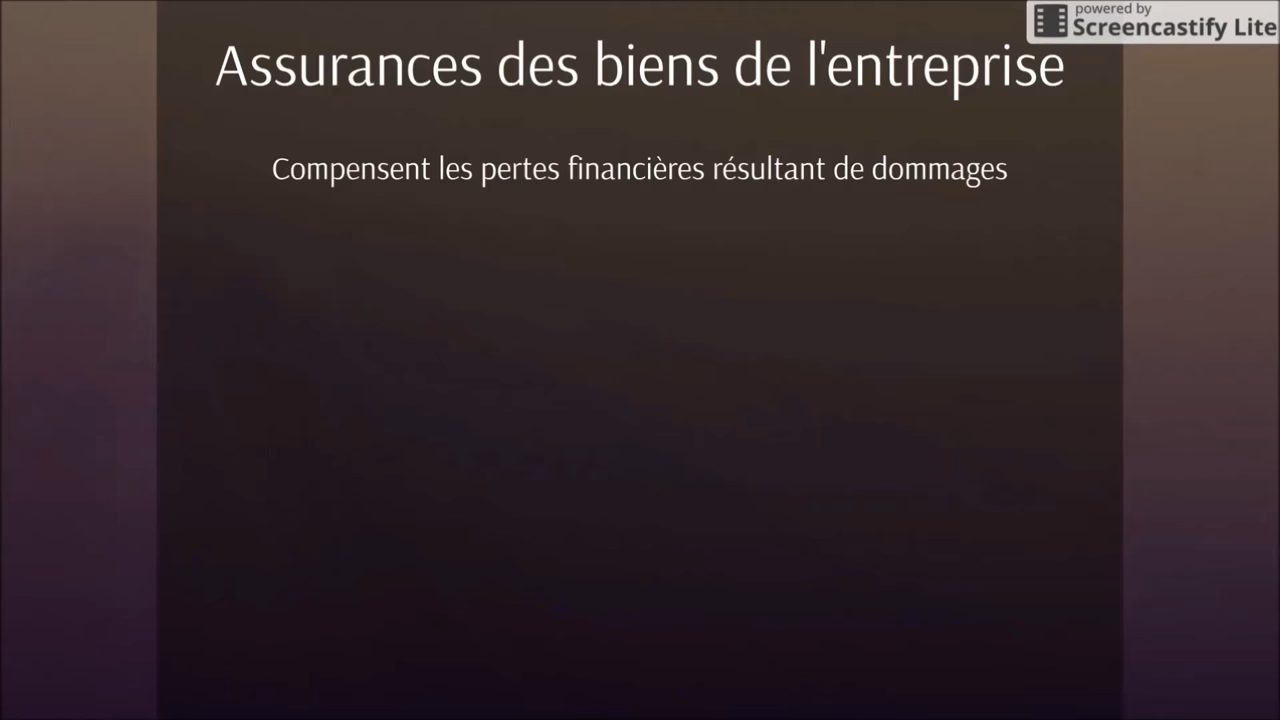 powered by
Screencastify Lite
Assurances des biens de l'entreprise
Compensent les pertes financières résultant de dommages